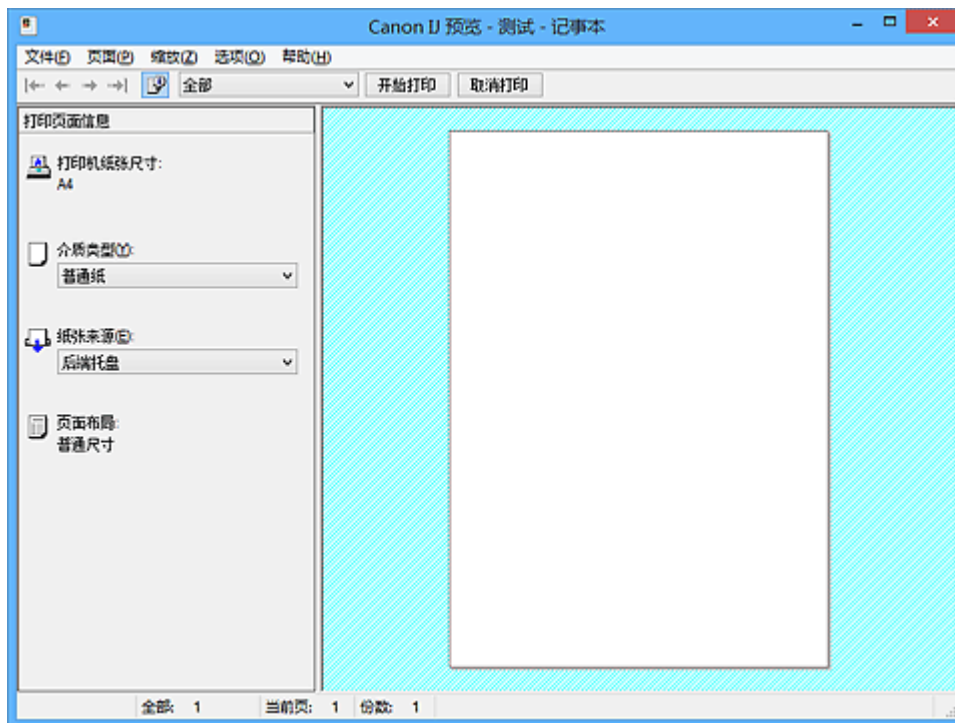 Canon IJ 预览 - 测试 - 记事本
文件(F) 页面(P) 缩放(Z) 选项(O) 帮助(H)
全部 开始打印 取消打印
打印页面信息
打印机纸张尺寸:
A4
介质类型(Y):
普通纸
纸张来源(E):
后端托盘
页面布局:
普通尺寸
全部: 1 当前页: 1 份数: 1